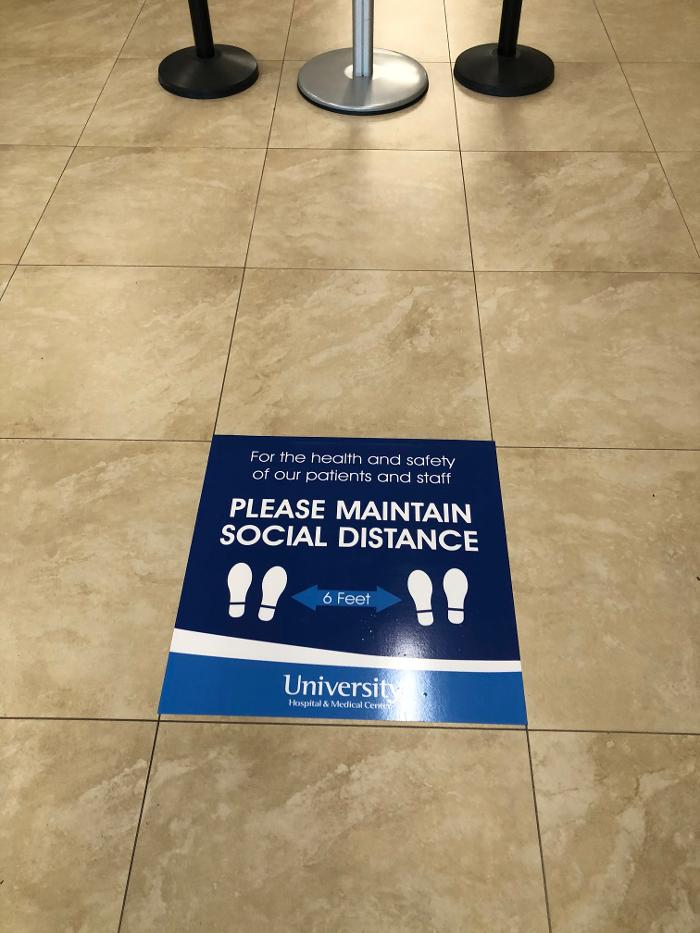 For the health and safety
of our patients and staff
PLEASE MAINTAIN
SOCIAL DISTANCE
6 Feet
University
Hospital & Medical Center